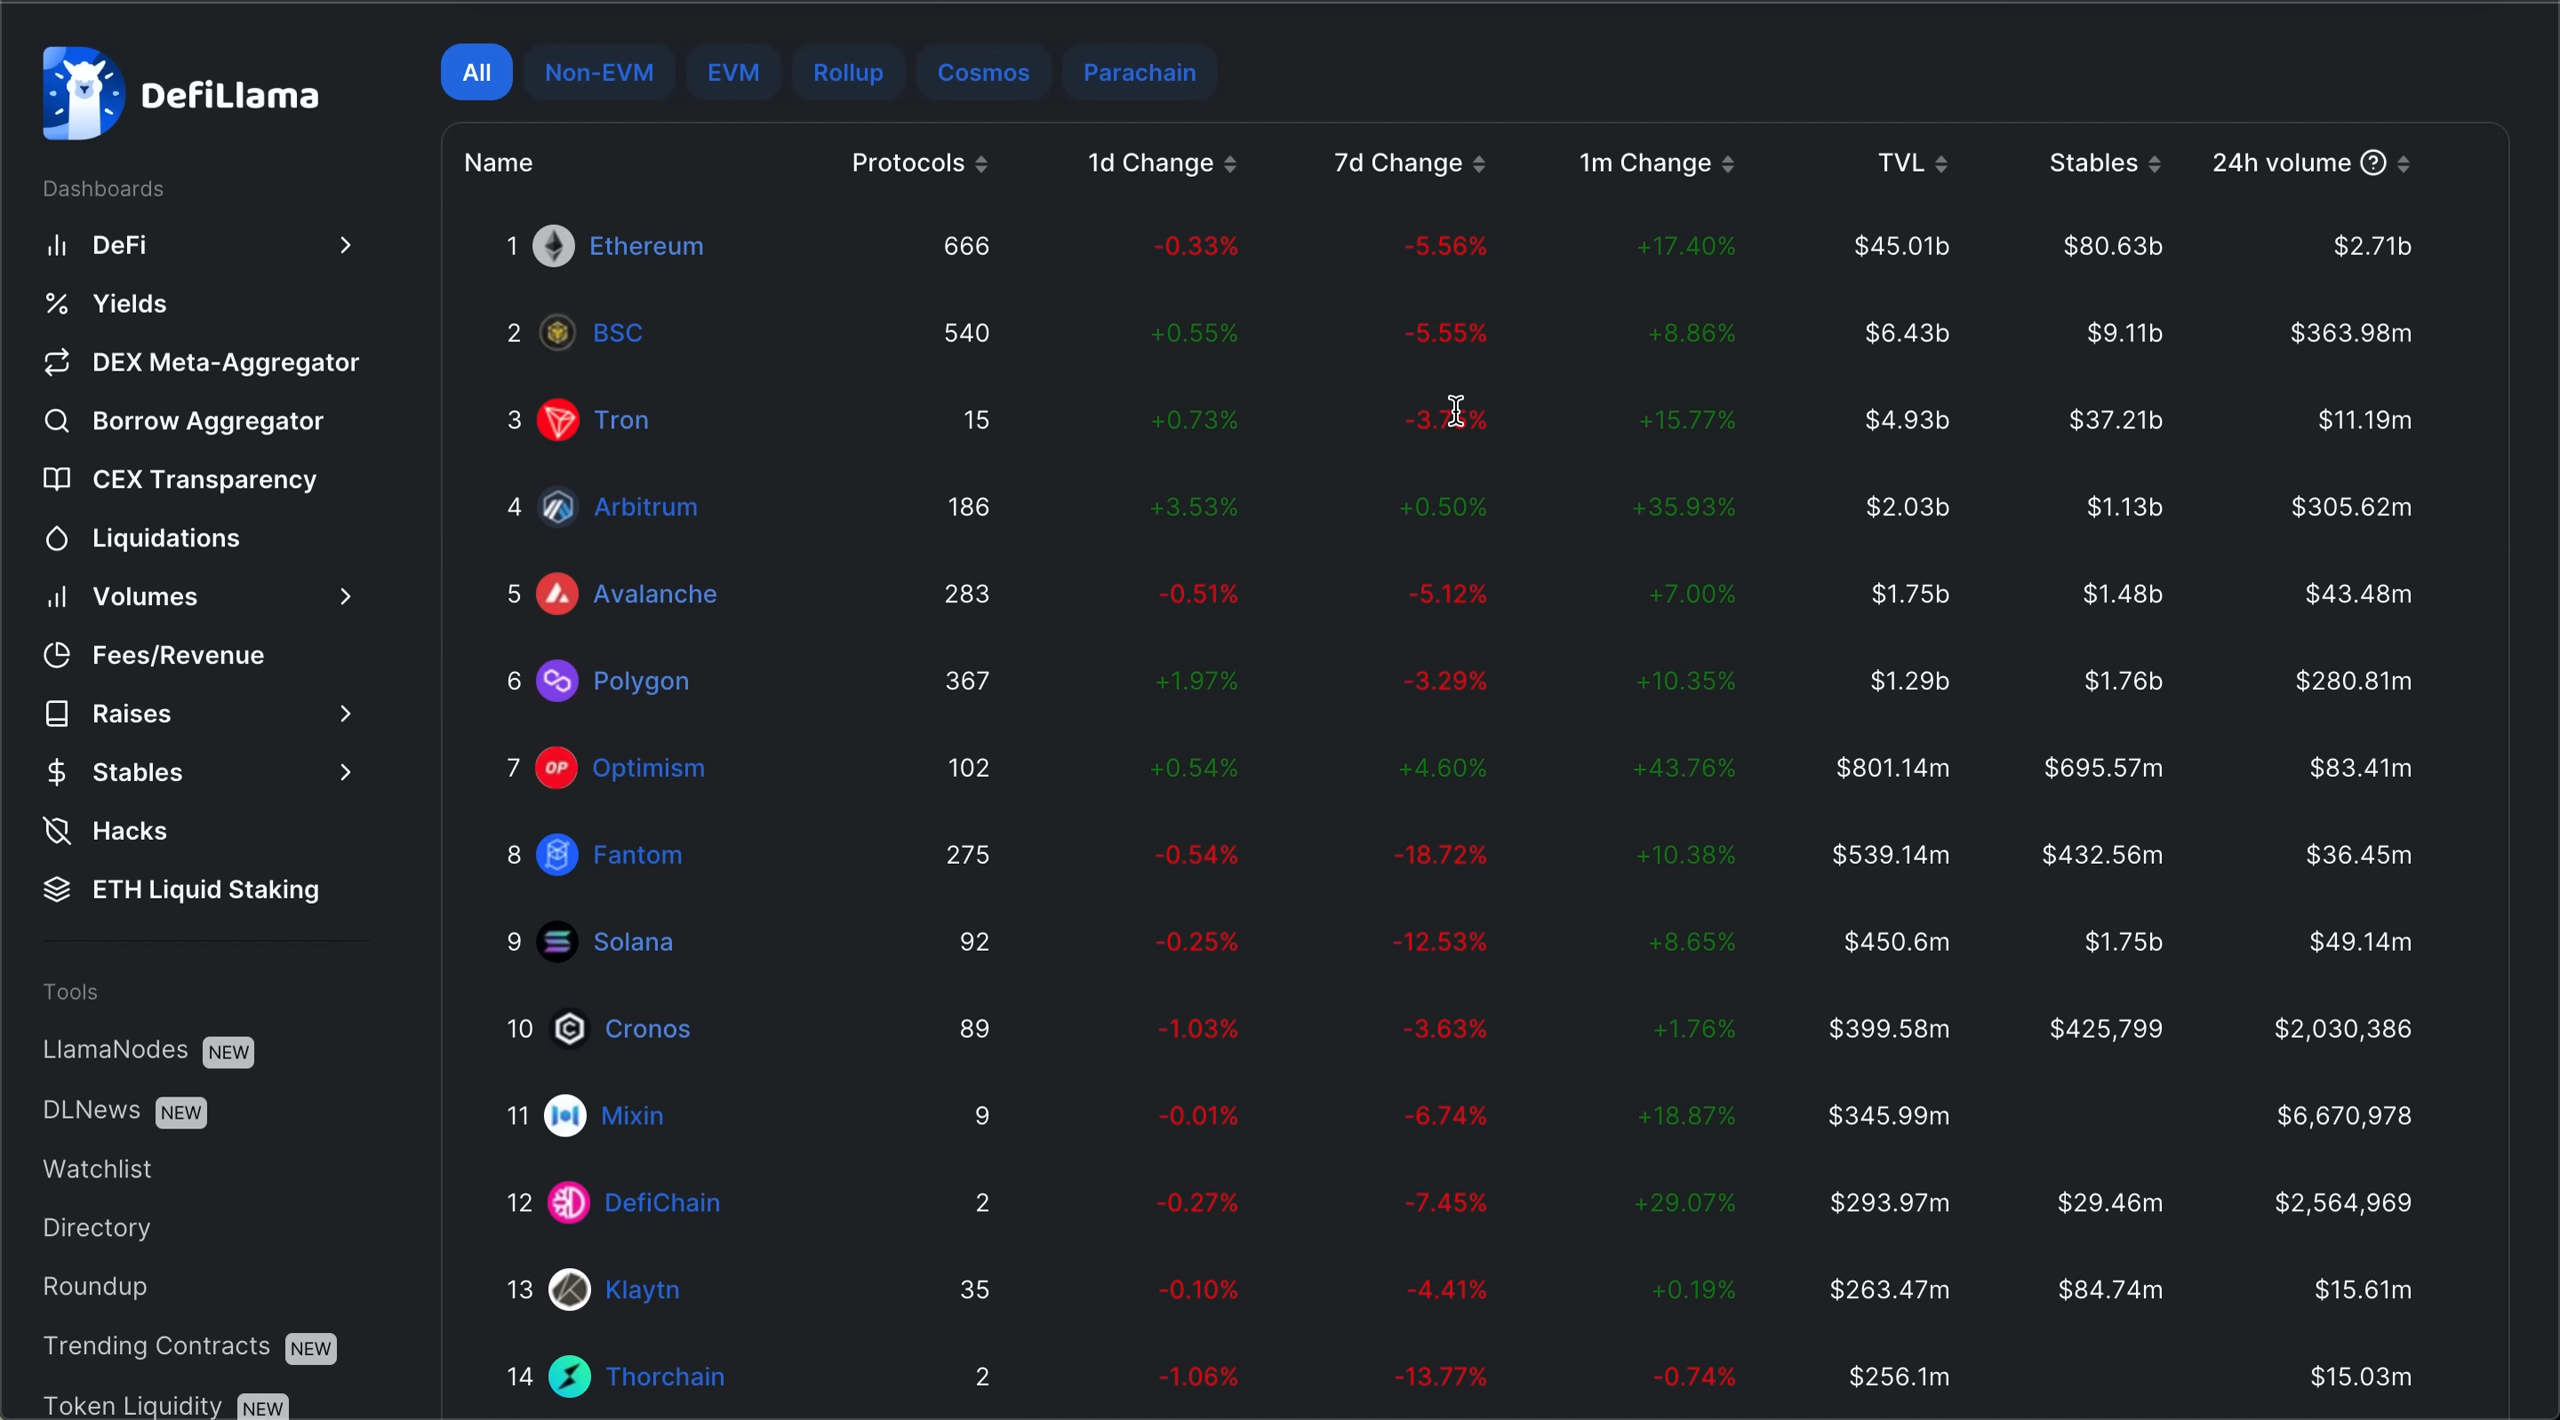 DefiLlama
Dashboards
DeFi
Yields
DEX Meta-Aggregator
Borrow Aggregator
CEX Transparency
Liquidations
Volumes
Fees/Revenue
Raises
Stables
Hacks
ETH Liquid Staking
Tools
LlamaNodes NEW
DLNews NEW
Watchlist
Directory
Roundup
Trending Contracts NEW
Token Liquidity NEW
All Non-EVM EVM Rollup Cosmos Parachain
Name Protocols 1d Change 7d Change 1m Change TVL Stables 24h volume ?
1 Ethereum 666 -0.33% -5.56% +17.40% $45.01b $80.63b $2.71b
2 BSC 540 +0.55% -5.55% +8.86% $6.43b $9.11b $363.98m
3 Tron 15 +0.73% +15.77% $4.93b $37.21b $11.19m
4 Arbitrum 186 +3.53% +0.50% +35.93% $2.03b $1.13b $305.62m
5 Avalanche 283 -0.51% -5.12% +7.00% $1.75b $1.48b $43.48m
6 Polygon 367 +1.97% -3.29% +10.35% $1.29b $1.76b $280.81m
7 OP Optimism 102 +0.54% +4.60% +43.76% $801.14m $695.57m $83.41m
8 Fantom 275 -0.54% -18.72% +10.38% $539.14m $432.56m $36.45m
9 Solana 92 -0.25% -12.53% +8.65% $450.6m $1.75b $49.14m
10 Cronos 89 -1.03% -3.63% +1.76% $399.58m $425,799 $2,030,386
11 Mixin 9 -0.01% -6.74% +18.87% $345.99m $6,670,978
12 DefiChain 2 -0.27% -7.45% +29.07% $293.97m $29.46m $2,564,969
13 Klaytn 35 -0.10% -4.41% +0.19% $263.47m $84.74m $15.61m
14 Thorchain 2 -1.06% -13.77% -0.74% $256.1m $15.03m